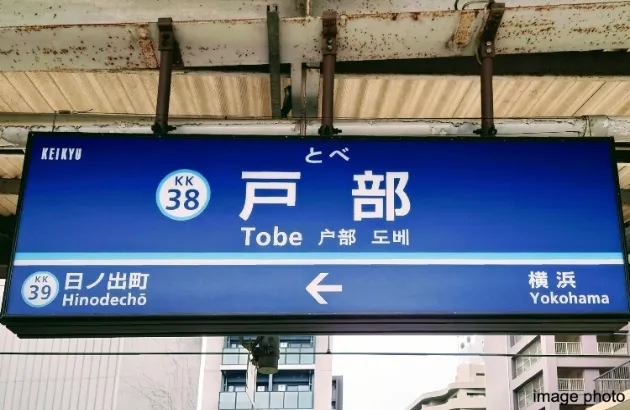 KEIKYU
とべ
KK
38
戸部
Tobe 户部 도베
KK
39
日ノ出町
Hinodechō
←
横浜
Yokohama
image photo